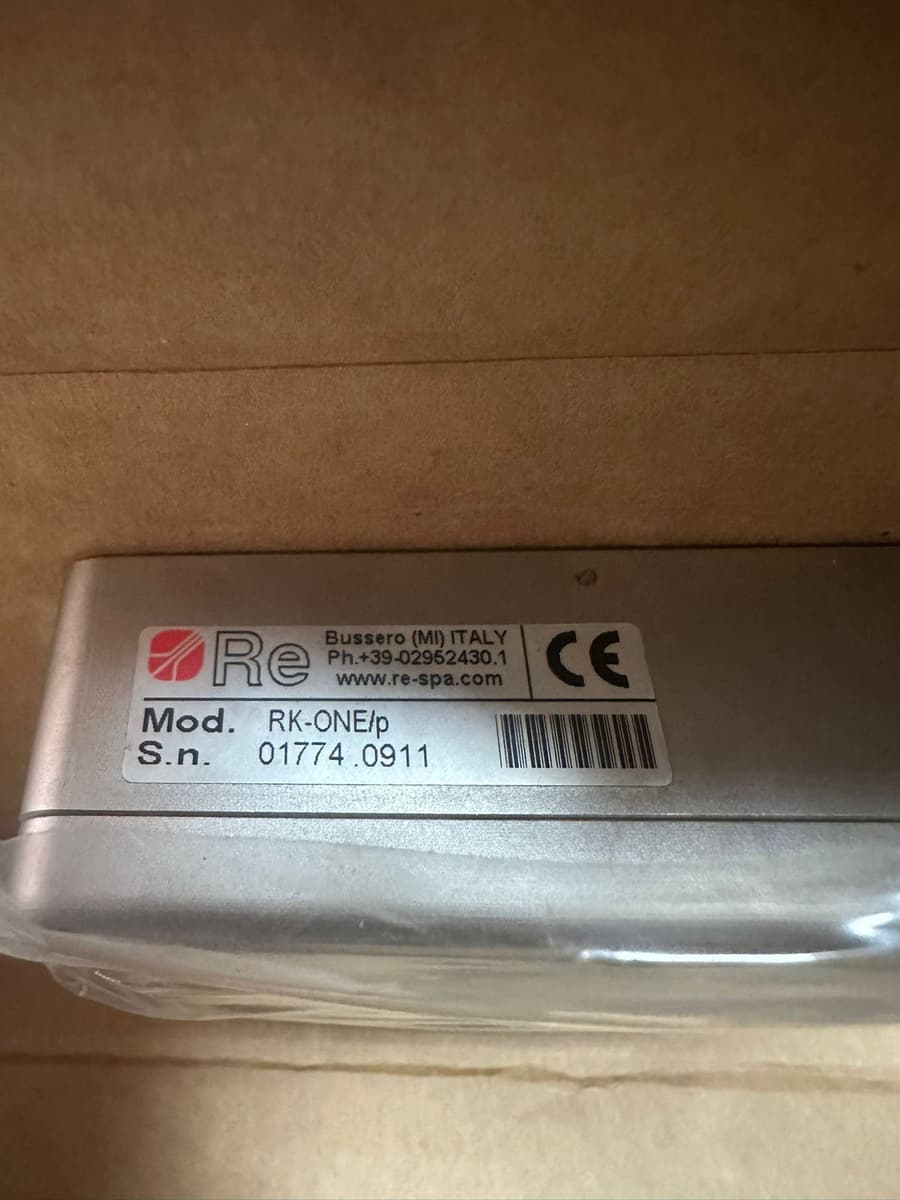 Re
Bussero (MI) ITALY
Ph.+39-02952430.1
www.re-spa.com
CE
Mod. RK-ONE/p
S.n. 01774.0911